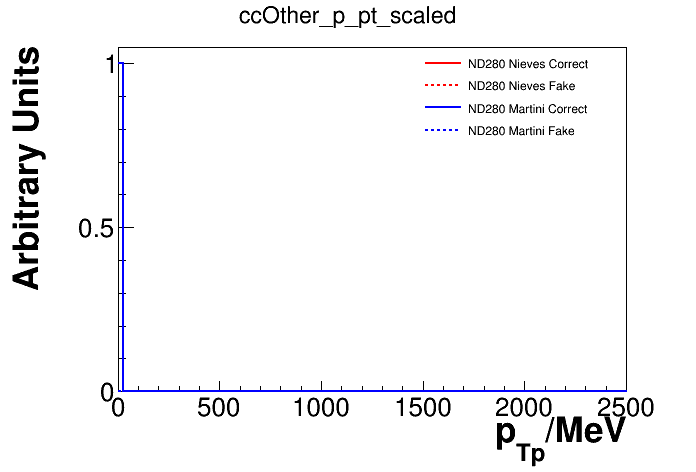 ccOther_p_pt_scaled
Arbitrary Units
1
0.5
0
ND280 Nieves Correct
ND280 Nieves Fake
ND280 Martini Correct
ND280 Martini Fake
0 500 1000 1500 2000 2500
p_Tp/MeV